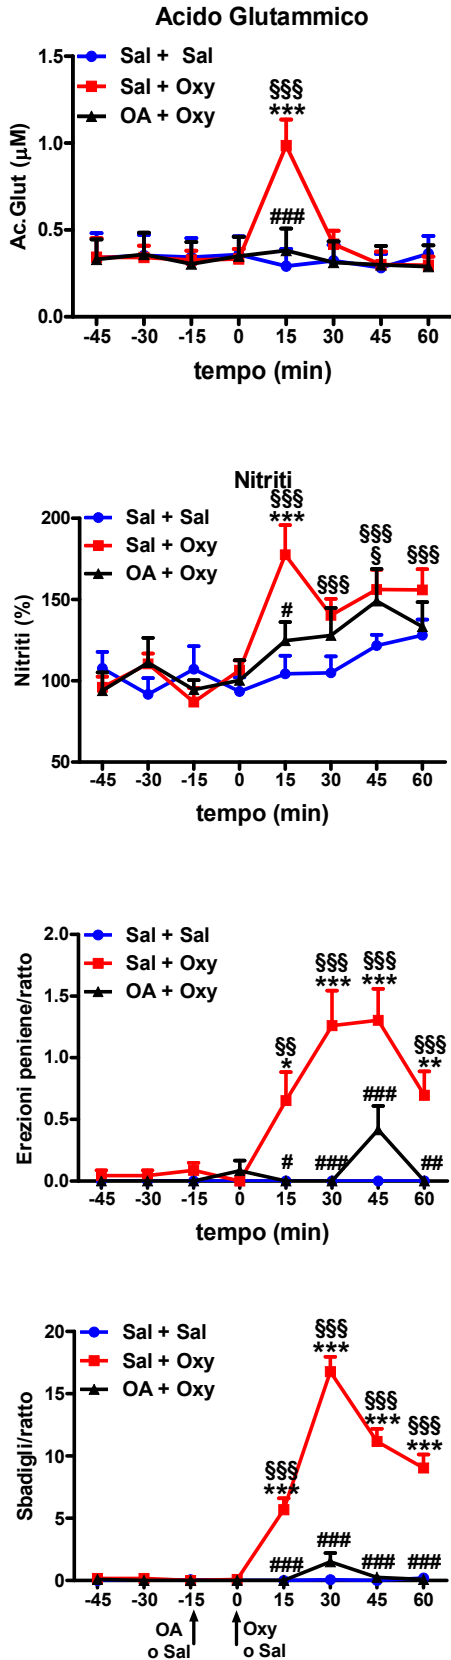 Acido Glutammico
Sal + Sal
Sal + Oxy
OA + Oxy
§§§
***
###
Ac.Glut (µM)
1.5
1.0
0.5
0.0
-45 -30 -15 0 15 30 45 60
tempo (min)
Nitriti
Sal + Sal
Sal + Oxy
OA + Oxy
§§§
***
#
§§§
§§§
§
§§§
Nitriti (%)
200
150
100
50
-45 -30 -15 0 15 30 45 60
tempo (min)
Sal + Sal
Sal + Oxy
OA + Oxy
§§
*
§§§
***
§§§
***
§§§
**
# ### ### ##
Erezioni peniene/ratto
2.0
1.5
1.0
0.5
0.0
-45 -30 -15 0 15 30 45 60
tempo (min)
Sal + Sal
Sal + Oxy
OA + Oxy
§§§
***
§§§
***
§§§
***
§§§
***
### ### ### ###
Sbadigli/ratto
20
15
10
5
0
-45 -30 -15 0 15 30 45 60
OA
o Sal
Oxy
o Sal